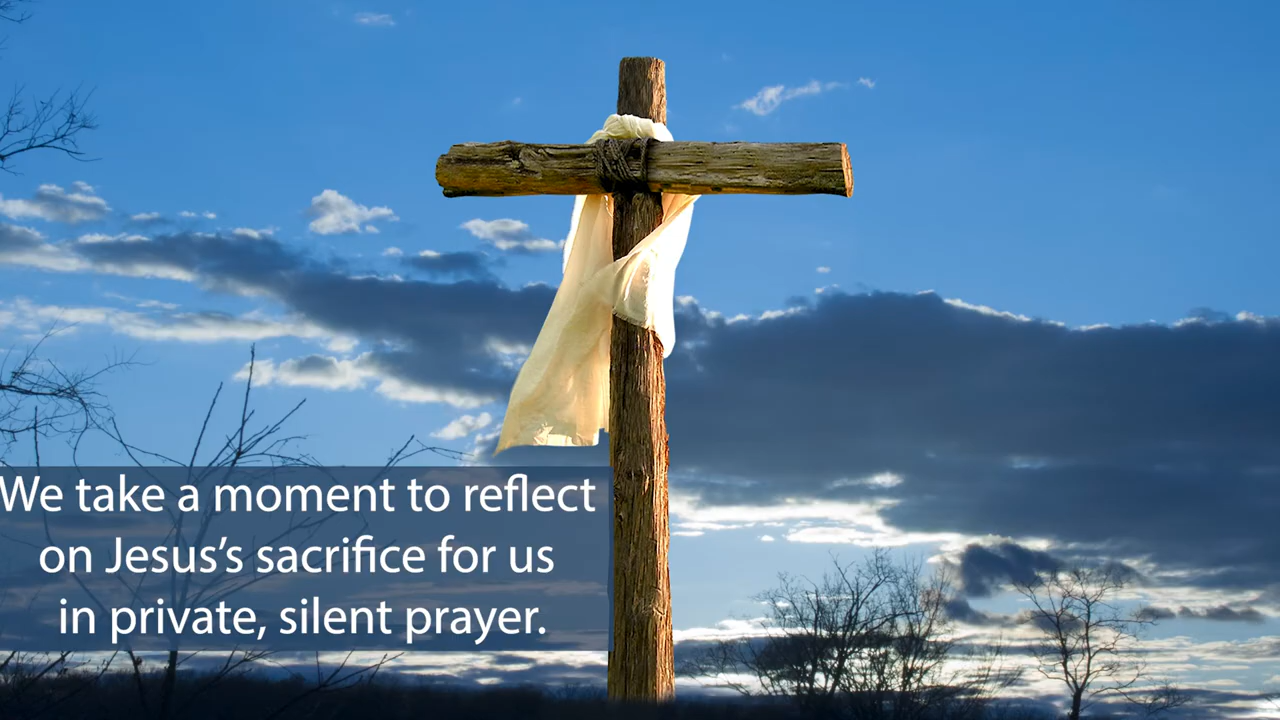 We take a moment to reflect
on Jesus’s sacrifice for us
in private, silent prayer.